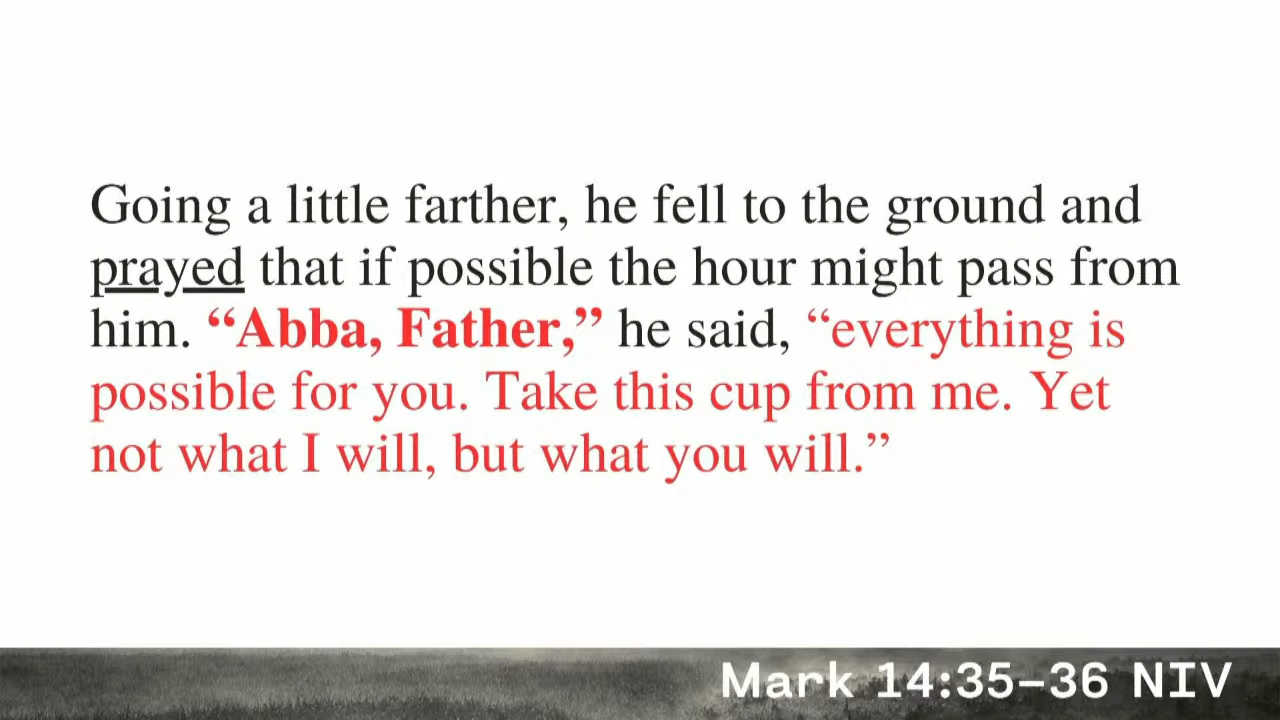 Going a little farther, he fell to the ground and
prayed that if possible the hour might pass from
him. “Abba, Father,” he said, “everything is
possible for you. Take this cup from me. Yet
not what I will, but what you will.”
Mark 14:35–36 NIV